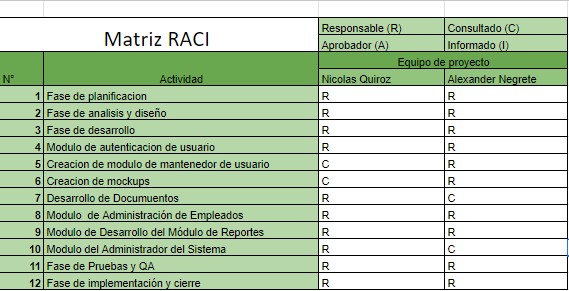 Matriz RACI
Responsable (R) Consultado (C)
Aprobador (A) Informado (I)
Equipo de proyecto
N° Actividad Nicolas Quiroz Alexander Negrete
1 Fase de planificacion R R
2 Fase de analisis y diseño R R
3 Fase de desarrollo R R
4 Modulo de autenticacion de usuario R R
5 Creacion de modulo de mantenedor de usuario C R
6 Creacion de mockups C R
7 Desarrollo de Documuentos R C
8 Modulo de Administración de Empleados R R
9 Modulo de Desarrollo del Módulo de Reportes R R
10 Modulo del Administrador del Sistema R C
11 Fase de Pruebas y QA R R
12 Fase de implementación y cierre R R